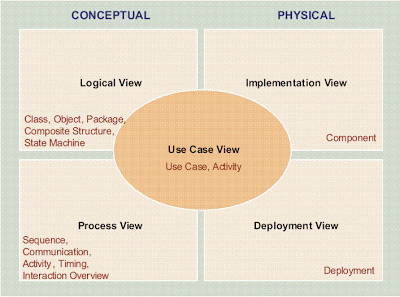 CONCEPTUAL
PHYSICAL
Logical View
Implementation View
Class, Object, Package,
Composite Structure,
State Machine
Component
Use Case View
Use Case, Activity
Process View
Deployment View
Sequence,
Communication,
Activity , Timing,
Interaction Overview
Deployment